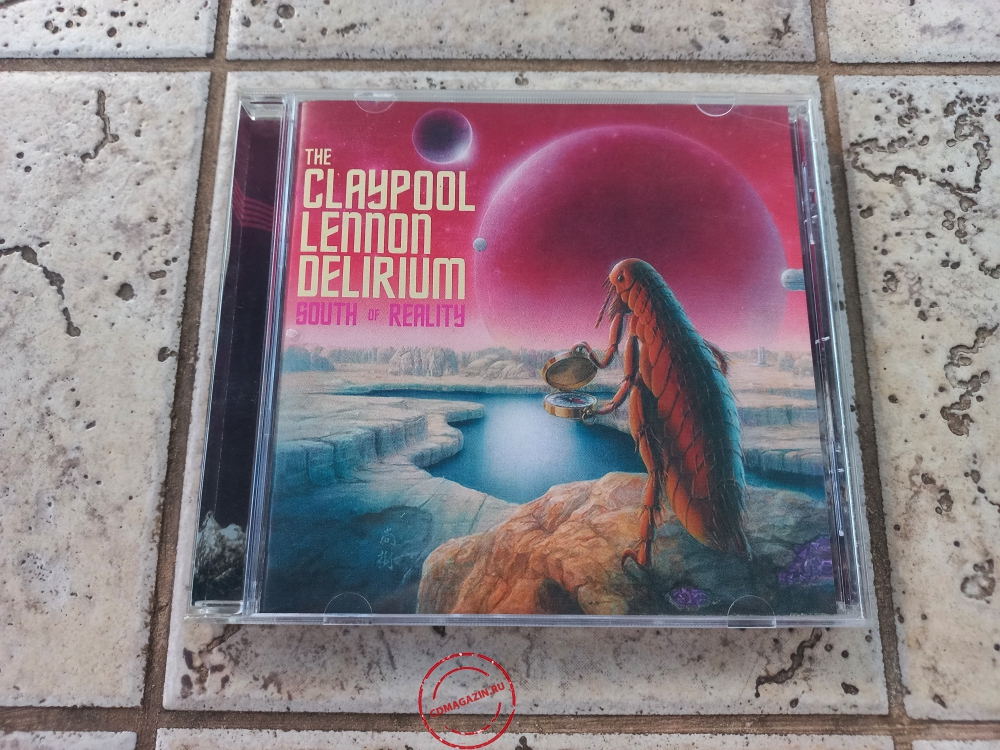 THE
CLAYPOOL
LENNON
DELIRIUM
SOUTH OF REALITY
CDMAGAZIN.RU